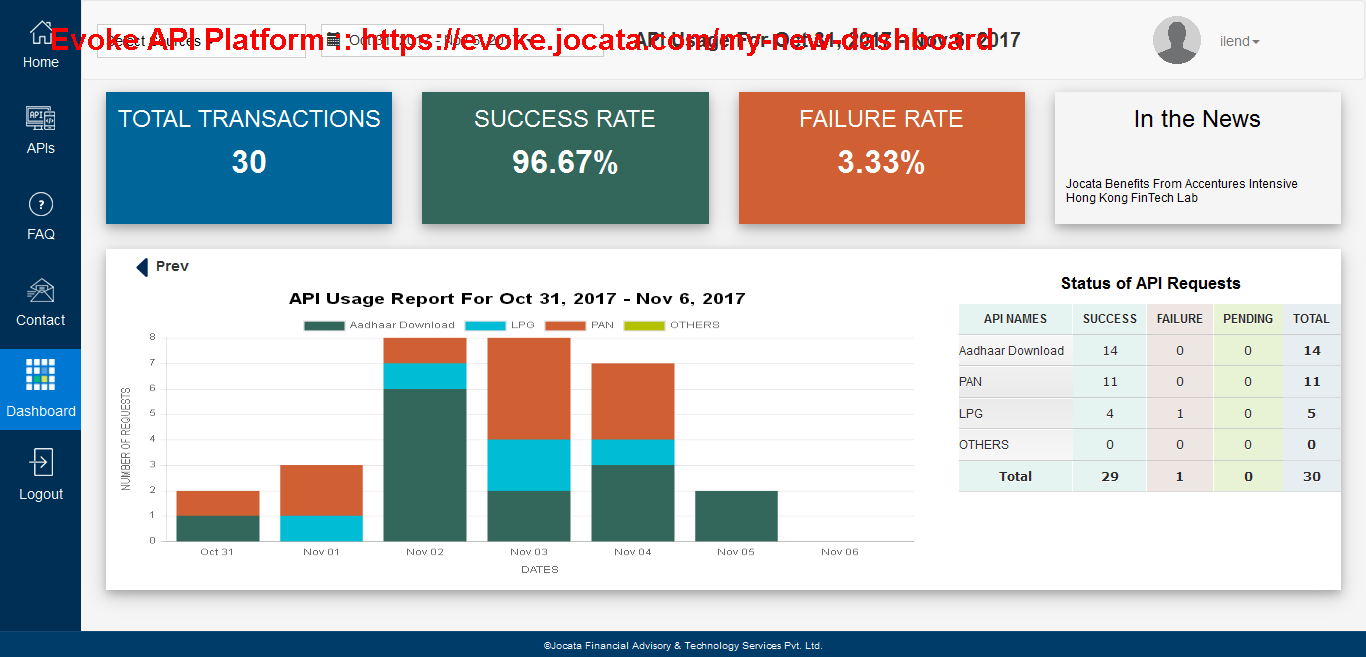 Evoke API Platform : https://evoke.jocata.com/my-new-dashboard
Select Sources
API Usage For Oct 31, 2017 - Nov 6, 2017
ilend
Home
APIs
FAQ
Contact
Dashboard
Logout
TOTAL TRANSACTIONS
30
SUCCESS RATE
96.67%
FAILURE RATE
3.33%
In the News
Jocata Benefits From Accentures Intensive
Hong Kong FinTech Lab
Prev
API Usage Report For Oct 31, 2017 - Nov 6, 2017
Aadhaar Download LPG PAN OTHERS
NUMBER OF REQUESTS
8
7
6
5
4
3
2
1
0
Oct 31 Nov 01 Nov 02 Nov 03 Nov 04 Nov 05 Nov 06
DATES
Status of API Requests
API NAMES SUCCESS FAILURE PENDING TOTAL
Aadhaar Download 14 0 0 14
PAN 11 0 0 11
LPG 4 1 0 5
OTHERS 0 0 0 0
Total 29 1 0 30
©Jocata Financial Advisory & Technology Services Pvt. Ltd.